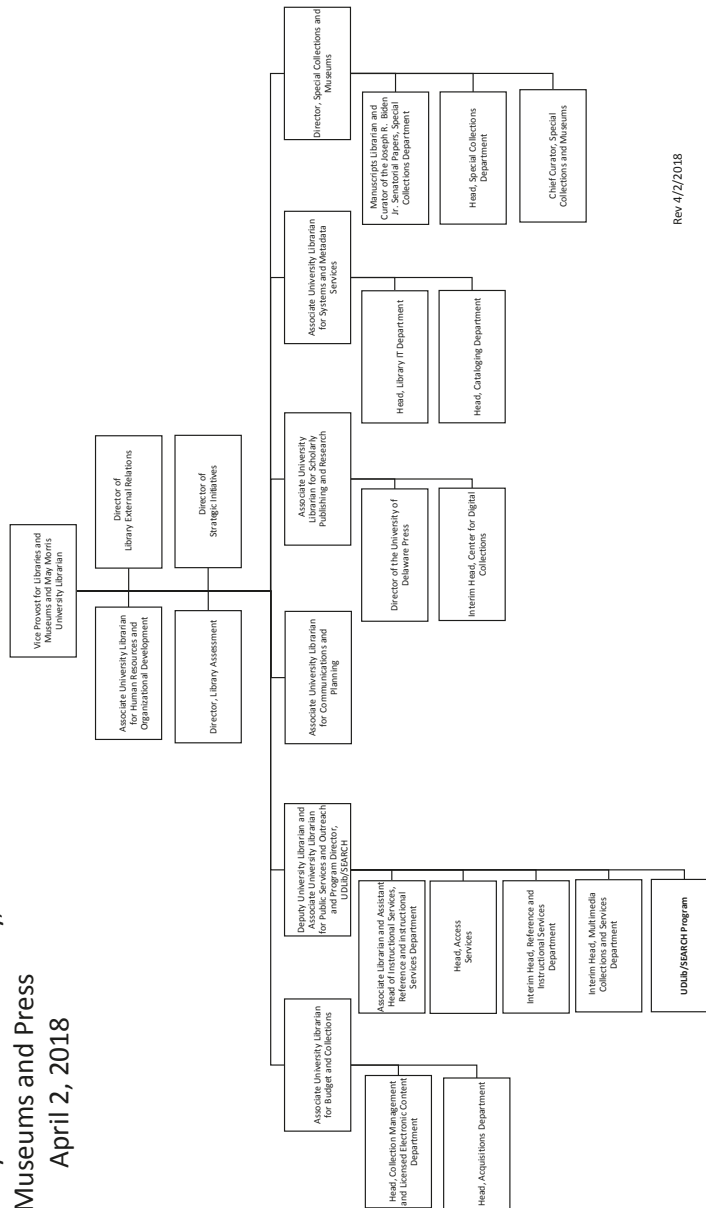 Museums and Press
April 2, 2018
Vice Provost for Libraries and
Museums and May Morris
University Librarian
Associate University Librarian
for Human Resources and
Organizational Development
Director of
Library External Relations
Director, Library Assessment
Director of
Strategic Initiatives
Associate University Librarian
for Budget and Collections
Deputy University Librarian and
Associate University Librarian
for Public Services and Outreach
and Program Director,
UDLib/SEARCH
Associate University Librarian
for Communications and
Planning
Associate University
Librarian for Scholarly
Publishing and Research
Associate University Librarian
for Systems and Metadata
Services
Director, Special Collections and
Museums
Head, Collection Management
and Licensed Electronic Content
Department
Head, Acquisitions Department
Associate Librarian and Assistant
Head of Instructional Services,
Reference and Instructional
Services Department
Head, Access
Services
Interim Head, Reference and
Instructional Services
Department
Interim Head, Multimedia
Collections and Services
Department
UDLib/SEARCH Program
Director of the University of
Delaware Press
Interim Head, Center for Digital
Collections
Head, Library IT Department
Head, Cataloging Department
Manuscripts Librarian and
Curator of the Joseph R. Biden
Jr. Senatorial Papers, Special
Collections Department
Head, Special Collections
Department
Chief Curator, Special
Collections and Museums
Rev 4/2/2018